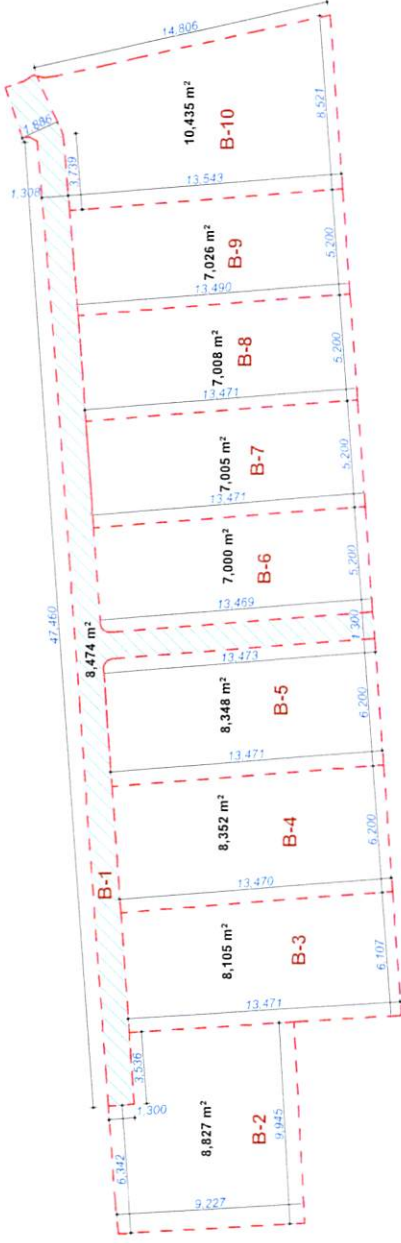 14,806
1,886
10,435 m²
B-10
8,521
1,308
3,739
13,543
7,026 m²
B-9
5,200
13,490
7,008 m²
B-8
5,200
13,471
7,005 m²
B-7
5,200
13,471
7,000 m²
B-6
5,200
47,460
8,474 m²
13,469
1,300
13,473
8,348 m²
B-5
6,200
13,471
8,352 m²
B-4
6,200
B-1
13,470
8,105 m²
B-3
6,107
13,471
3,536
1,300
6,342
8,827 m²
B-2
9,945
9,227